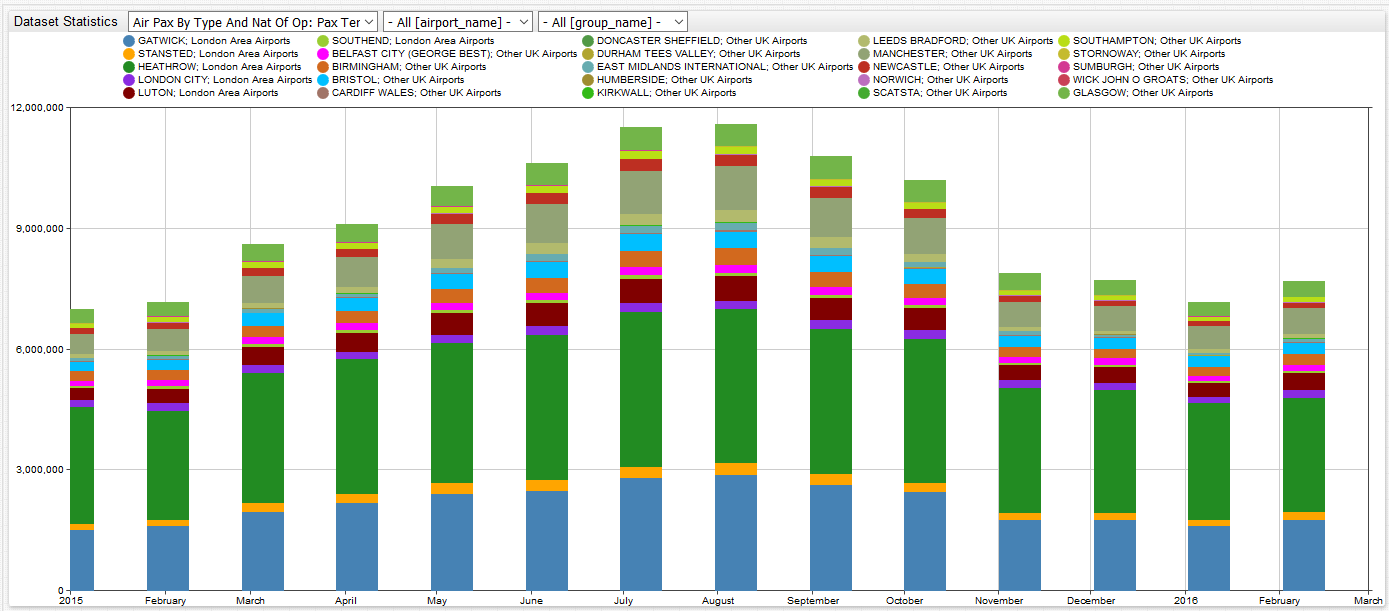 Dataset Statistics Air Pax By Type And Nat Of Op: Pax Ter - All [airport_name] - - All [group_name] -
GATWICK; London Area Airports SOUTHEND; London Area Airports DONCASTER SHEFFIELD; Other UK Airports LEEDS BRADFORD; Other UK Airports SOUTHAMPTON; Other UK Airports
STANSTED; London Area Airports BELFAST CITY (GEORGE BEST); Other UK Airports DURHAM TEES VALLEY; Other UK Airports MANCHESTER; Other UK Airports STORNOWAY; Other UK Airports
HEATHROW; London Area Airports BIRMINGHAM; Other UK Airports EAST MIDLANDS INTERNATIONAL; Other UK Airports NEWCASTLE; Other UK Airports SUMBURGH; Other UK Airports
LONDON CITY; London Area Airports BRISTOL; Other UK Airports HUMBERSIDE; Other UK Airports NORWICH; Other UK Airports WICK JOHN O GROATS; Other UK Airports
LUTON; London Area Airports CARDIFF WALES; Other UK Airports KIRKWALL; Other UK Airports SCATSTA; Other UK Airports GLASGOW; Other UK Airports
12,000,000
9,000,000
6,000,000
3,000,000
0
2015 February March April May June July August September October November December 2016 February March